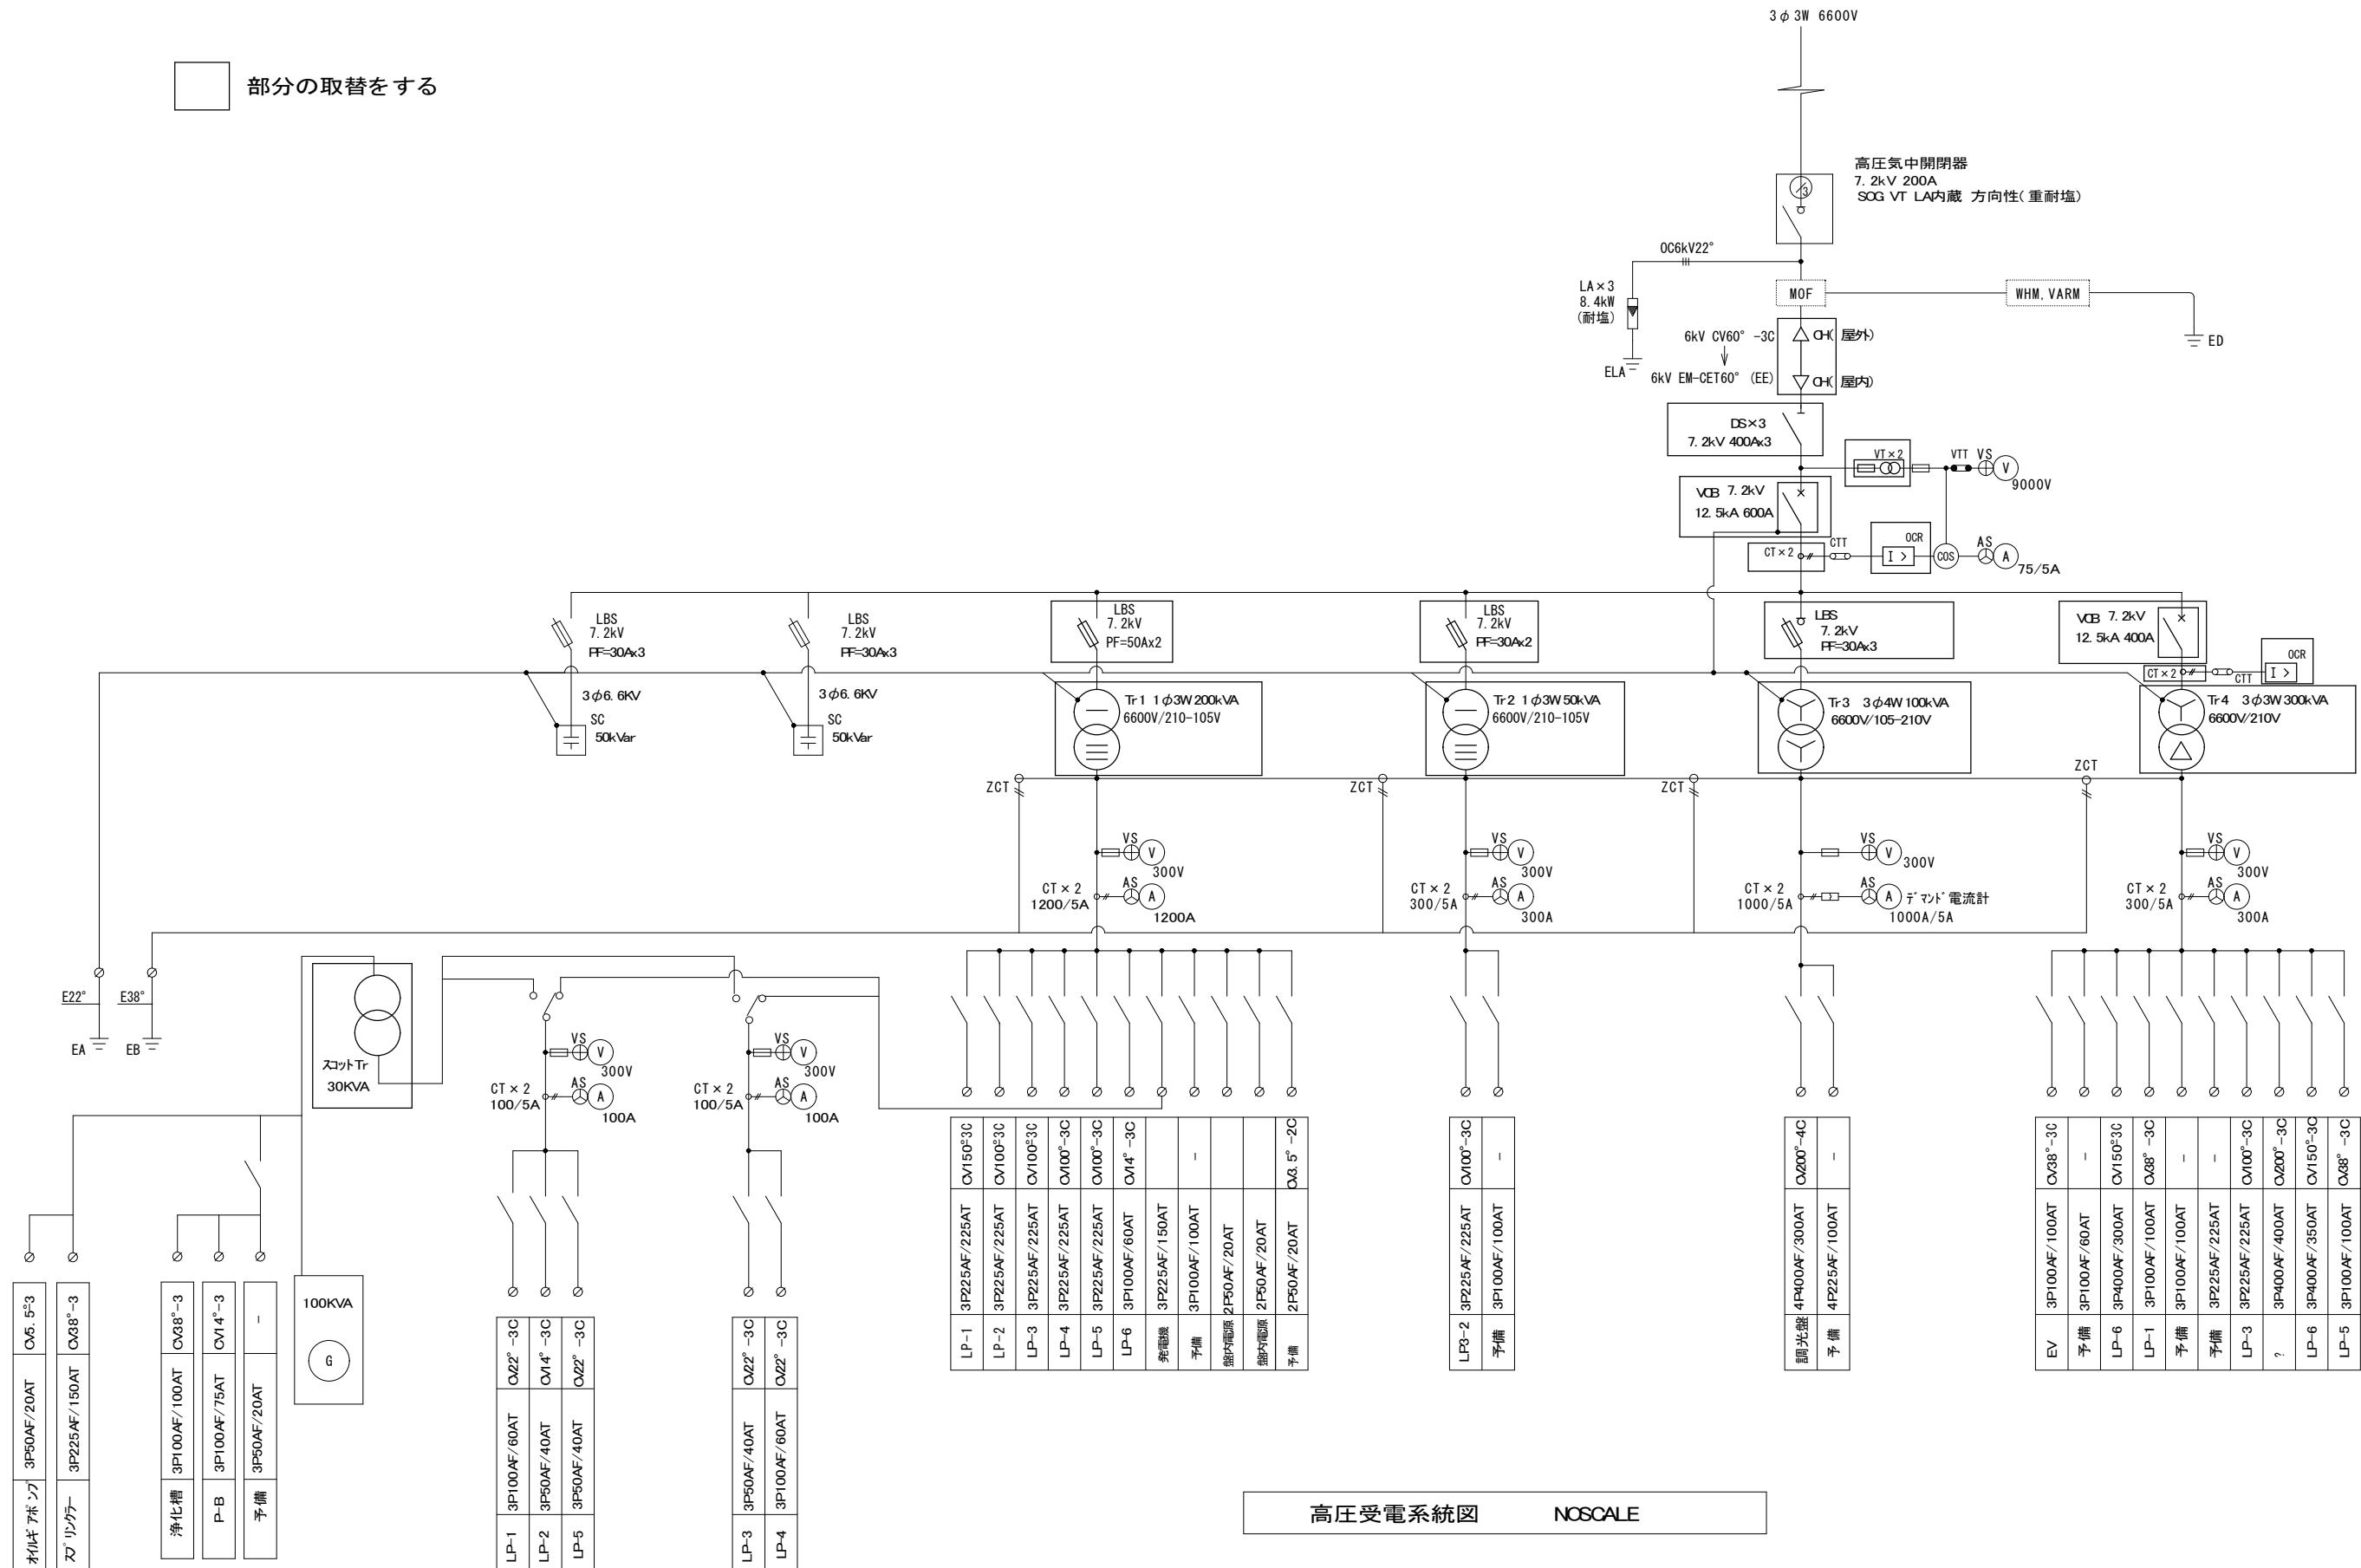 3φ3W 6600V
部分の取替をする
高圧気中開閉器
7.2kV 200A
SOG VT LA内蔵 方向性(重耐塩)
3
OC6kV22°
LA×3
8.4kW
(耐塩)
ELA
MOF
WHM,VARM
ED
6kV CV60°-3C
6kV EM-CET60° (EE)
CH(屋外)
CH(屋内)
DS×3
7.2kV 400Ax3
VT×2
VTT
VS
V
9000V
VCB 7.2kV
12.5kA 600A
CT×2
CTT
OCR
I >
COS
AS
A
75/5A
LBS
7.2kV
PF=30Ax3
LBS
7.2kV
PF=30Ax3
LBS
7.2kV
PF=50Ax2
LBS
7.2kV
PF=30Ax2
LBS
7.2kV
PF=30Ax3
VCB 7.2kV
12.5kA 400A
CT×2
CTT
OCR
I >
3φ6.6KV
SC
50kVar
3φ6.6KV
SC
50kVar
Tr1 1φ3W200kVA
6600V/210-105V
Tr2 1φ3W50kVA
6600V/210-105V
Tr3 3φ4W100kVA
6600V/105-210V
Tr4 3φ3W300kVA
6600V/210V
ZCT
ZCT
ZCT
ZCT
VS
V
300V
CT×2
1200/5A
AS
A
1200A
VS
V
300V
CT×2
300/5A
AS
A
300A
VS
V
300V
CT×2
1000/5A
AS
A
デマンド電流計
1000A/5A
VS
V
300V
CT×2
300/5A
AS
A
300A
E22°
EA
E38°
EB
スコットTr
30KVA
VS
V
300V
CT×2
100/5A
AS
A
100A
VS
V
300V
CT×2
100/5A
AS
A
100A
100KVA
G
オイルギアポンプ 3P50AF/20AT CV5.5°-3
スプリンクラー 3P225AF/150AT CV38°-3
浄化槽 3P100AF/100AT CV38°-3
P-B 3P100AF/75AT CV14°-3
予備 3P50AF/20AT -
LP-1 3P100AF/60AT CV22°-3C
LP-2 3P50AF/40AT CV14°-3C
LP-5 3P50AF/40AT CV22°-3C
LP-3 3P50AF/40AT CV22°-3C
LP-4 3P100AF/60AT CV22°-3C
LP-1 3P225AF/225AT CV150°-3C
LP-2 3P225AF/225AT CV100°-3C
LP-3 3P225AF/225AT CV100°-3C
LP-4 3P225AF/225AT CV100°-3C
LP-5 3P225AF/225AT CV100°-3C
LP-6 3P100AF/60AT CV14°-3C
発電機 3P225AF/150AT
予備 3P100AF/100AT -
盤内電源 2P50AF/20AT
盤内電源 2P50AF/20AT
予備 2P50AF/20AT CV3.5°-2C
LP3-2 3P225AF/225AT CV100°-3C
予備 3P100AF/100AT -
調光盤 4P400AF/300AT CV200°-4C
予備 4P225AF/100AT -
EV 3P100AF/100AT CV38°-3C
予備 3P100AF/60AT -
LP-6 3P400AF/300AT CV150°-3C
LP-1 3P100AF/100AT CV38°-3C
予備 3P100AF/100AT -
予備 3P225AF/225AT -
LP-3 3P225AF/225AT CV100°-3C
? 3P400AF/400AT CV200°-3C
LP-6 3P400AF/350AT CV150°-3C
LP-5 3P100AF/100AT CV38°-3C
高圧受電系統図 NOSCALE